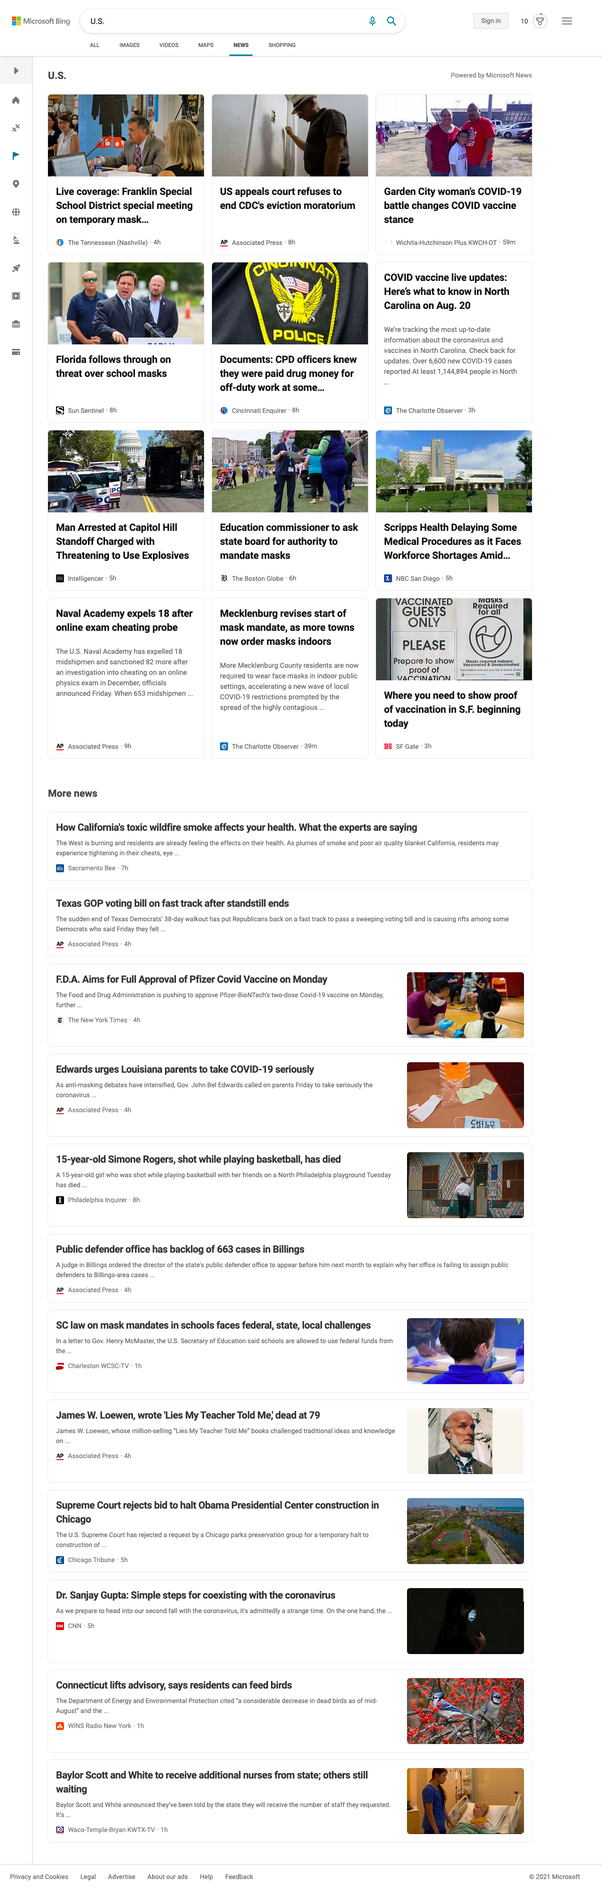 Microsoft Bing
U.S.
Sign in
10
ALL
IMAGES
VIDEOS
MAPS
NEWS
SHOPPING
U.S.
Powered by Microsoft News
Live coverage: Franklin Special
School District special meeting
on temporary mask...
The Tennessean (Nashville) · 4h
US appeals court refuses to
end CDC's eviction moratorium
AP Associated Press · 8h
Garden City woman's COVID-19
battle changes COVID vaccine
stance
Wichita-Hutchinson Plus KWCH-DT · 59m
Florida follows through on
threat over school masks
Sun Sentinel · 8h
CINCINNATI
POLICE
Documents: CPD officers knew
they were paid drug money for
off-duty work at some...
Cincinnati Enquirer · 8h
COVID vaccine live updates:
Here's what to know in North
Carolina on Aug. 20
We're tracking the most up-to-date
information about the coronavirus and
vaccines in North Carolina. Check back for
updates. Over 6,600 new COVID-19 cases
reported At least 1,144,894 people in North
...
The Charlotte Observer · 3h
Man Arrested at Capitol Hill
Standoff Charged with
Threatening to Use Explosives
Intelligencer · 5h
Education commissioner to ask
state board for authority to
mandate masks
B The Boston Globe · 6h
Scripps Health Delaying Some
Medical Procedures as it Faces
Workforce Shortages Amid...
NBC San Diego · 5h
Naval Academy expels 18 after
online exam cheating probe
The U.S. Naval Academy has expelled 18
midshipmen and sanctioned 82 more after
an investigation into cheating on an online
physics exam in December, officials
announced Friday. When 653 midshipmen ...
AP Associated Press · 9h
Mecklenburg revises start of
mask mandate, as more towns
now order masks indoors
More Mecklenburg County residents are now
required to wear face masks in indoor public
settings, accelerating a new wave of local
COVID-19 restrictions prompted by the
spread of the highly contagious ...
The Charlotte Observer · 39m
VACCINATED
GUESTS
ONLY
PLEASE
Prepare to show
proof of
VACCINATION
Masks
Required
for all
Where you need to show proof
of vaccination in S.F. beginning
today
SF Gate · 3h
More news
How California's toxic wildfire smoke affects your health. What the experts are saying
The West is burning and residents are already feeling the effects on their health. As plumes of smoke and poor air quality blanket California, residents may
experience tightening in their chests, eye ...
Sacramento Bee · 7h
Texas GOP voting bill on fast track after standstill ends
The sudden end of Texas Democrats' 38-day walkout has put Republicans back on a fast track to pass a sweeping voting bill and is causing rifts among some
Democrats who said Friday they felt ...
AP Associated Press · 4h
F.D.A. Aims for Full Approval of Pfizer Covid Vaccine on Monday
The Food and Drug Administration is pushing to approve Pfizer-BioNTech's two-dose Covid-19 vaccine on Monday,
further ...
The New York Times · 4h
Edwards urges Louisiana parents to take COVID-19 seriously
As anti-masking debates have intensified, Gov. John Bel Edwards called on parents Friday to take seriously the
coronavirus ...
AP Associated Press · 4h
CHILD
15-year-old Simone Rogers, shot while playing basketball, has died
A 15-year-old girl who was shot while playing basketball with her friends on a North Philadelphia playground Tuesday
has died ...
Philadelphia Inquirer · 8h
Public defender office has backlog of 663 cases in Billings
A judge in Billings ordered the director of the state's public defender office to appear before him next month to explain why her office is failing to assign public
defenders to Billings-area cases ...
AP Associated Press · 4h
SC law on mask mandates in schools faces federal, state, local challenges
In a letter to Gov. Henry McMaster, the U.S. Secretary of Education said schools are allowed to use federal funds from
the ...
Charleston WCSC-TV · 1h
James W. Loewen, wrote 'Lies My Teacher Told Me,' dead at 79
James W. Loewen, whose million-selling "Lies My Teacher Told Me" books challenged traditional ideas and knowledge
on ...
AP Associated Press · 4h
Supreme Court rejects bid to halt Obama Presidential Center construction in
Chicago
The U.S. Supreme Court has rejected a request by a Chicago parks preservation group for a temporary halt to
construction of ...
Chicago Tribune · 5h
Dr. Sanjay Gupta: Simple steps for coexisting with the coronavirus
As we prepare to head into our second fall with the coronavirus, it's admittedly a strange time. On the one hand, the ...
CNN CNN · 5h
Connecticut lifts advisory, says residents can feed birds
The Department of Energy and Environmental Protection cited "a considerable decrease in dead birds as of mid-
August" and the ...
WINS Radio New York · 1h
Baylor Scott and White to receive additional nurses from state; others still
waiting
Baylor Scott and White announced they've been told by the state they will receive the number of staff they requested.
It's ...
Waco-Temple-Bryan KWTX-TV · 1h
Privacy and Cookies
Legal
Advertise
About our ads
Help
Feedback
© 2021 Microsoft